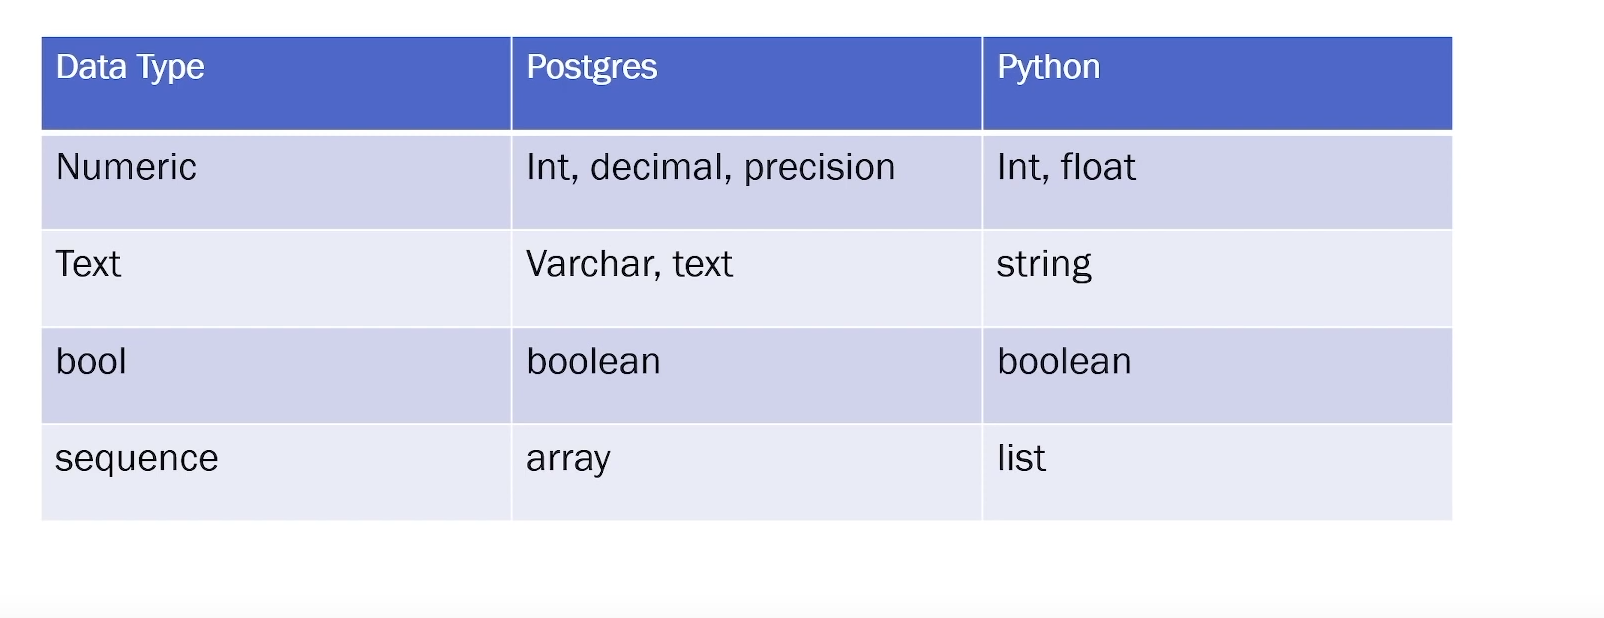 Data Type Postgres Python
Numeric Int, decimal, precision Int, float
Text Varchar, text string
bool boolean boolean
sequence array list